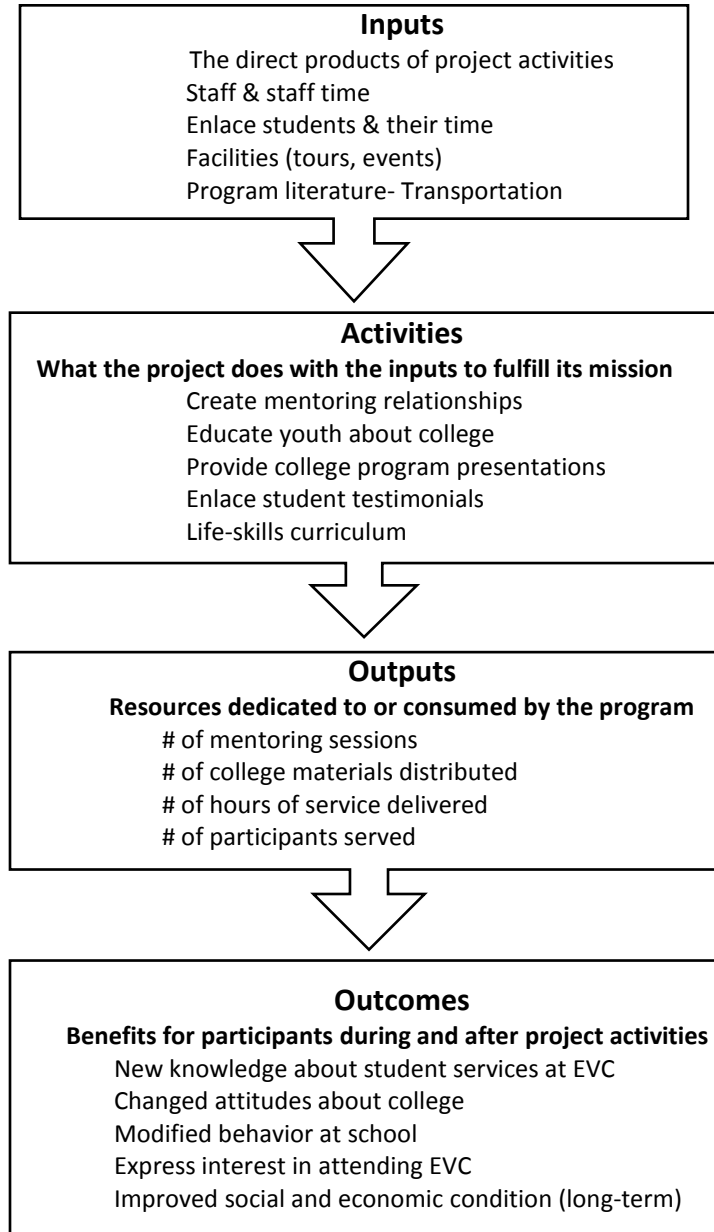 Inputs
The direct products of project activities
Staff & staff time
Enlace students & their time
Facilities (tours, events)
Program literature- Transportation
Activities
What the project does with the inputs to fulfill its mission
Create mentoring relationships
Educate youth about college
Provide college program presentations
Enlace student testimonials
Life-skills curriculum
Outputs
Resources dedicated to or consumed by the program
# of mentoring sessions
# of college materials distributed
# of hours of service delivered
# of participants served
Outcomes
Benefits for participants during and after project activities
New knowledge about student services at EVC
Changed attitudes about college
Modified behavior at school
Express interest in attending EVC
Improved social and economic condition (long-term)